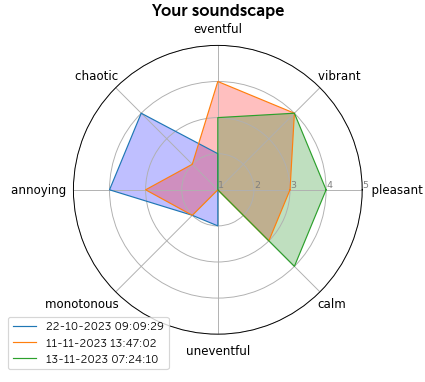 Your soundscape
eventful
chaotic
vibrant
annoying
1 2 3 4 5
pleasant
monotonous
calm
uneventful
22-10-2023 09:09:29
11-11-2023 13:47:02
13-11-2023 07:24:10